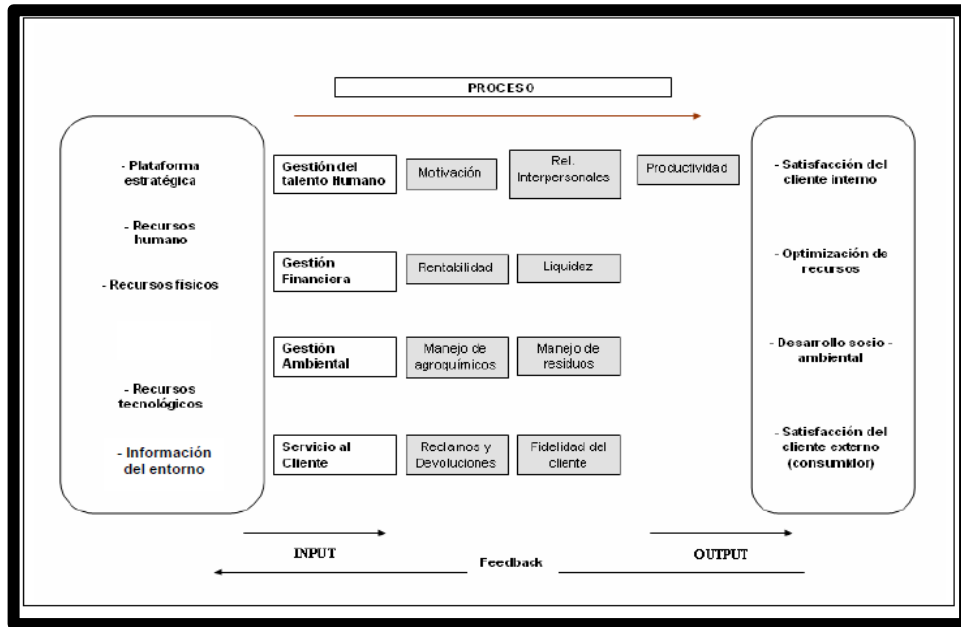 PROCESO
- Plataforma
estratégica
- Recursos
humano
- Recursos físicos
- Recursos
tecnológicos
- Información
del entorno
Gestión del
talento Humano
Motivación
Rel.
Interpersonales
Productividad
Gestión
Financiera
Rentabilidad
Liquidez
Gestión
Ambiental
Manejo de
agroquímicos
Manejo de
residuos
Servicio al
Cliente
Reclamos y
Devoluciones
Fidelidad del
cliente
- Satisfacción del
cliente interno
- Optimización de
recursos
- Desarrollo socio -
ambiental
- Satisfacción del
cliente externo
(consumidor)
INPUT
OUTPUT
Feedback